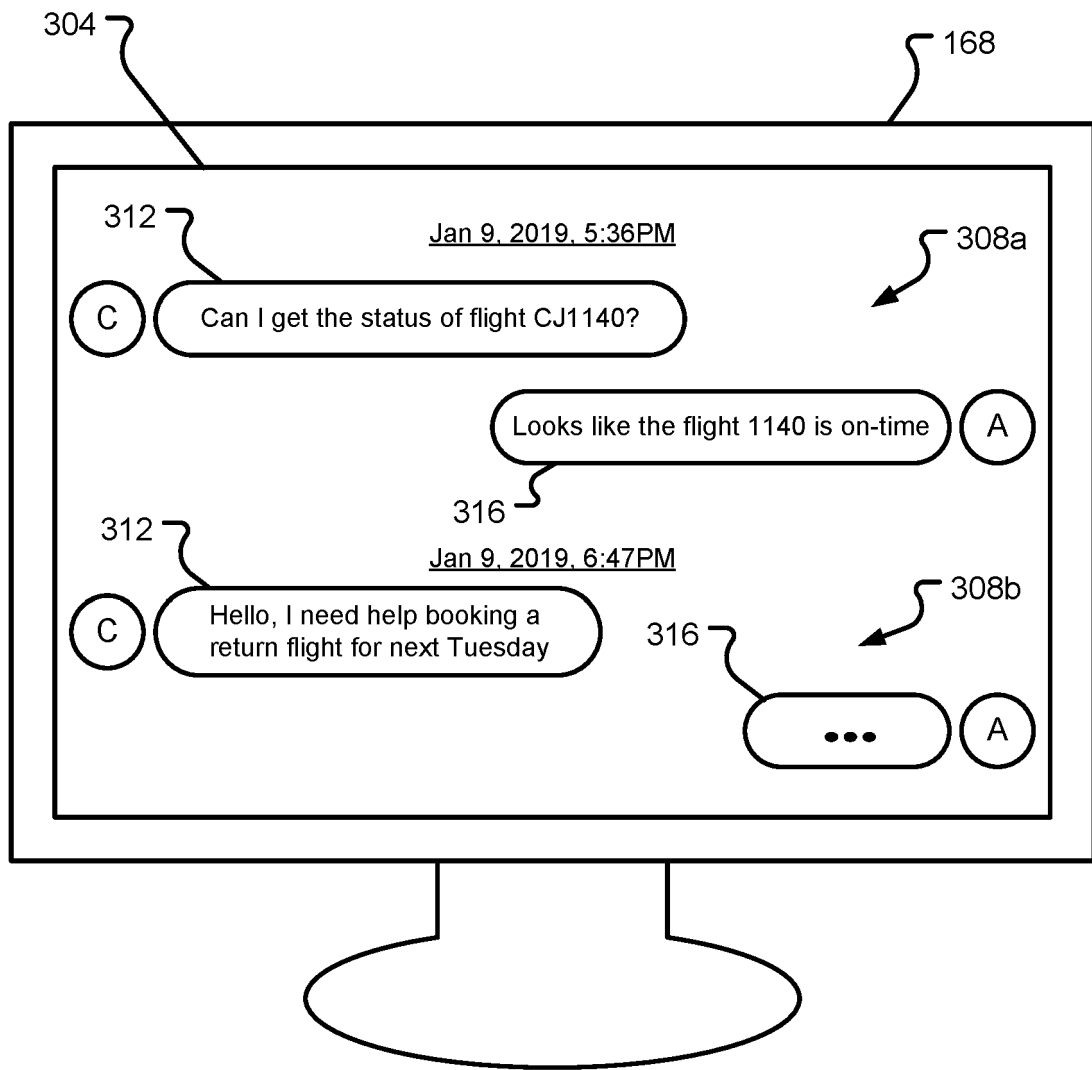 304
168
312
Jan 9, 2019, 5:36PM
308a
C
Can I get the status of flight CJ1140?
Looks like the flight 1140 is on-time
A
316
312
Jan 9, 2019, 6:47PM
308b
C
Hello, I need help booking a
return flight for next Tuesday
316
•••
A